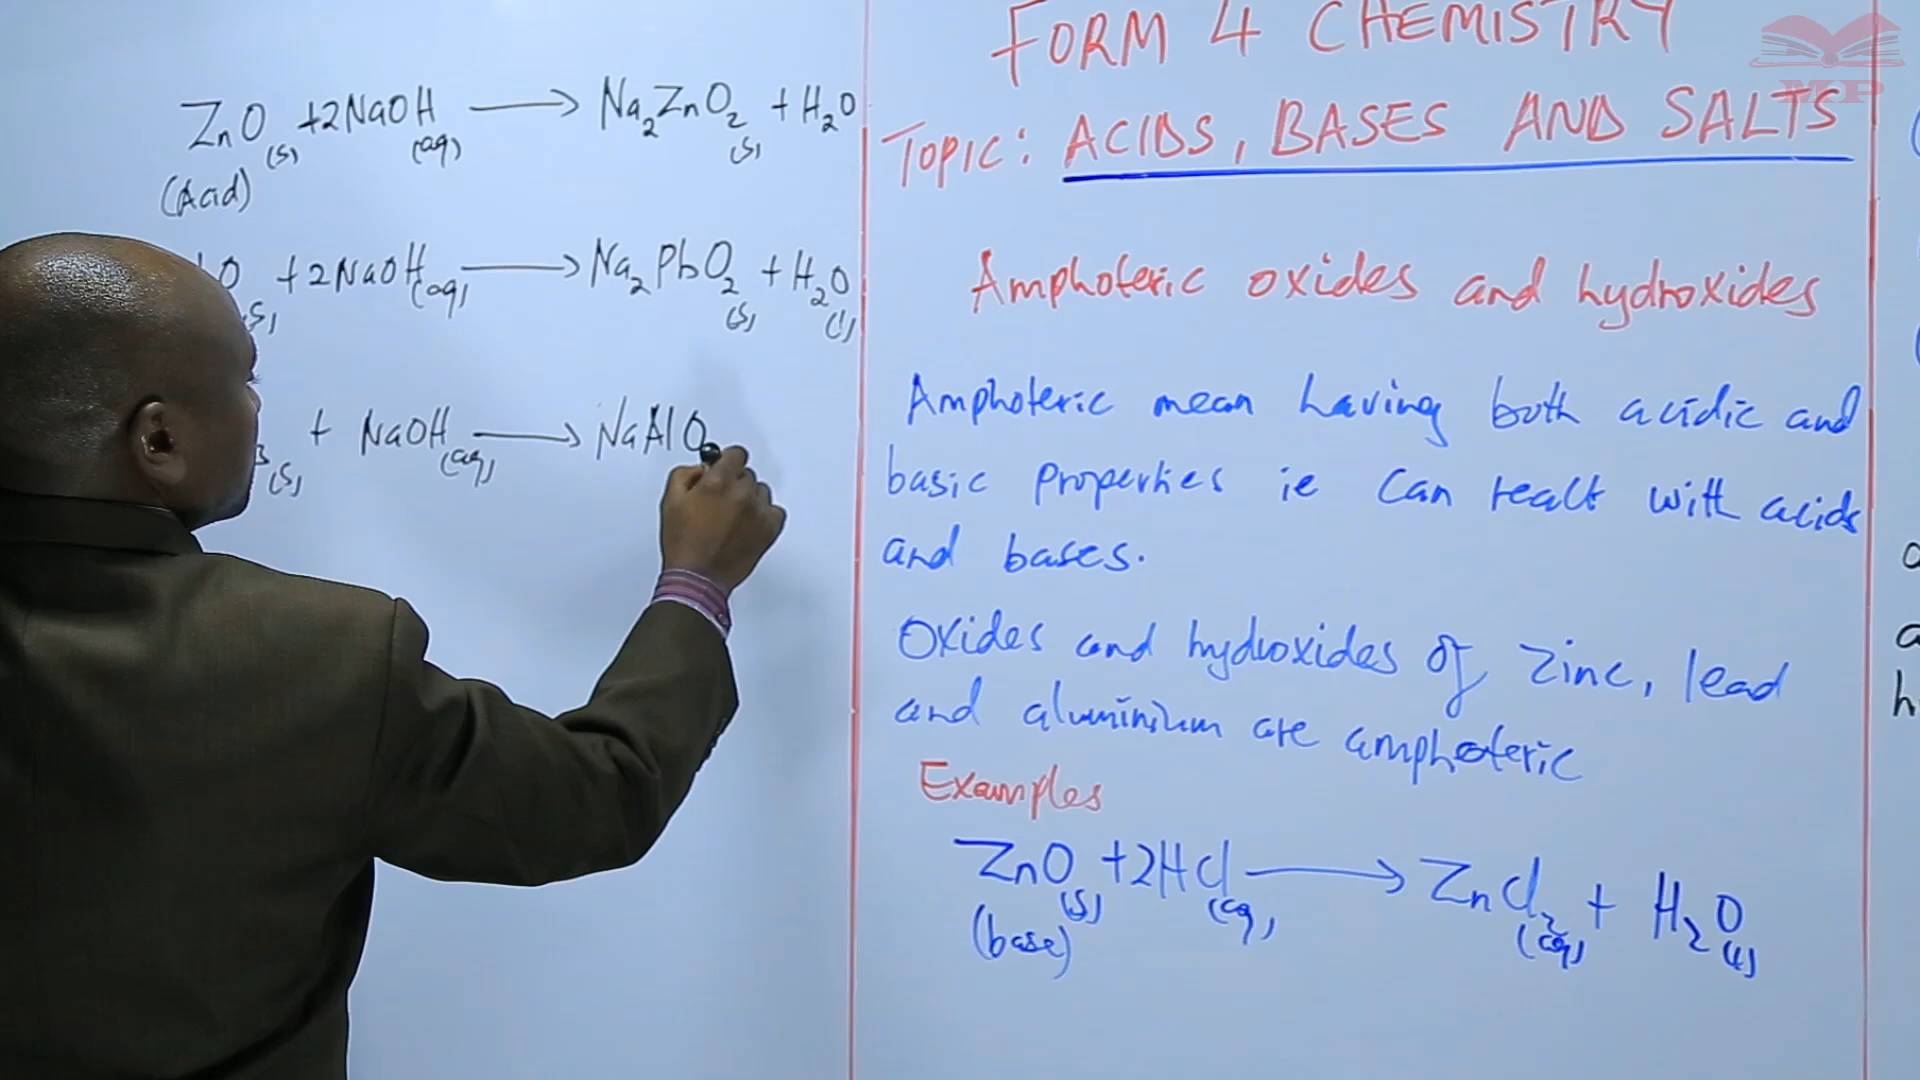 ZnO(s) + 2NaOH(aq) → Na₂ZnO₂(s) + H₂O
(Acid)
O(s) + 2NaOH(aq) → Na₂PbO₂(s) + H₂O(l)
3(s) + NaOH(aq) → NaAlO
FORM 4 CHEMISTRY
TOPIC: ACIDS, BASES AND SALTS
Amphoteric oxides and hydroxides
Amphoteric mean having both acidic and
basic properties ie Can react with acids
and bases.
Oxides and hydroxides of Zinc, lead
and aluminium are amphoteric
Examples
ZnO(s) + 2HCl(aq) → ZnCl₂(aq) + H₂O(l)
(base)
MP